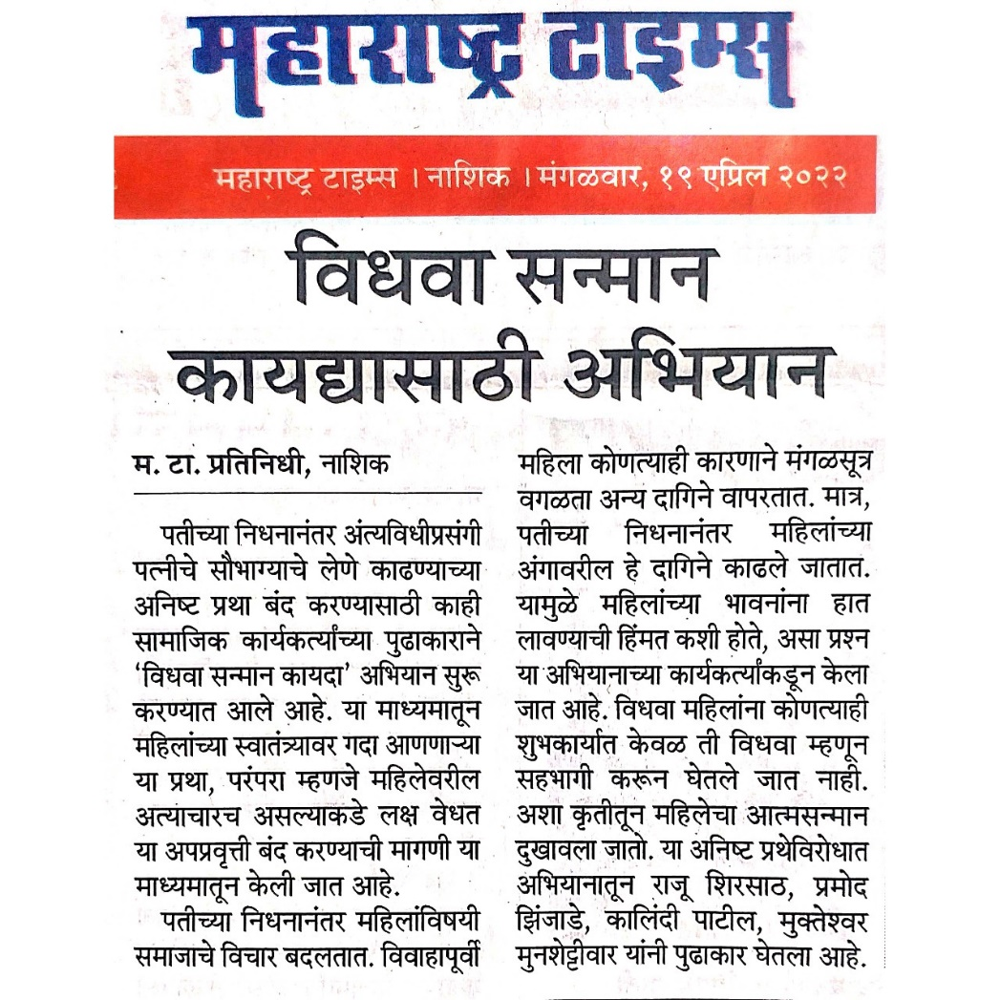 महाराष्ट्र टाइम्स
महाराष्ट्र टाइम्स । नाशिक । मंगळवार, १९ एप्रिल २०२२
विधवा सन्मान
कायद्यासाठी अभियान
म. टा. प्रतिनिधी, नाशिक
पतीच्या निधनानंतर अंत्यविधीप्रसंगी
पत्नीचे सौभाग्याचे लेणे काढण्याच्या
अनिष्ट प्रथा बंद करण्यासाठी काही
सामाजिक कार्यकर्त्यांच्या पुढाकाराने
‘विधवा सन्मान कायदा’ अभियान सुरू
करण्यात आले आहे. या माध्यमातून
महिलांच्या स्वातंत्र्यावर गदा आणणाऱ्या
या प्रथा, परंपरा म्हणजे महिलेवरील
अत्याचारच असल्याकडे लक्ष वेधत
या अपप्रवृत्ती बंद करण्याची मागणी या
माध्यमातून केली जात आहे.
पतीच्या निधनानंतर महिलांविषयी
समाजाचे विचार बदलतात. विवाहापूर्वी
महिला कोणत्याही कारणाने मंगळसूत्र
वगळता अन्य दागिने वापरतात. मात्र,
पतीच्या निधनानंतर महिलांच्या
अंगावरील हे दागिने काढले जातात.
यामुळे महिलांच्या भावनांना हात
लावण्याची हिंमत कशी होते, असा प्रश्न
या अभियानाच्या कार्यकर्त्यांकडून केला
जात आहे. विधवा महिलांना कोणत्याही
शुभकार्यात केवळ ती विधवा म्हणून
सहभागी करून घेतले जात नाही.
अशा कृतीतून महिलेचा आत्मसन्मान
दुखावला जातो. या अनिष्ट प्रथेविरोधात
अभियानातून राजू शिरसाठ, प्रमोद
झिंजाडे, कालिंदी पाटील, मुक्तेश्वर
मुनशेट्टीवार यांनी पुढाकार घेतला आहे.